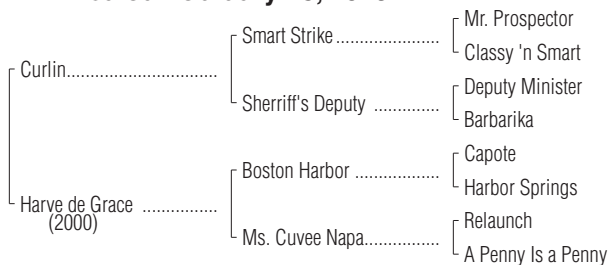 Smart Strike
Mr. Prospector
Classy 'n Smart
Curlin
Sherriff's Deputy
Deputy Minister
Barbarika
Boston Harbor
Capote
Harbor Springs
Harve de Grace
(2000)
Ms. Cuvee Napa
Relaunch
A Penny Is a Penny